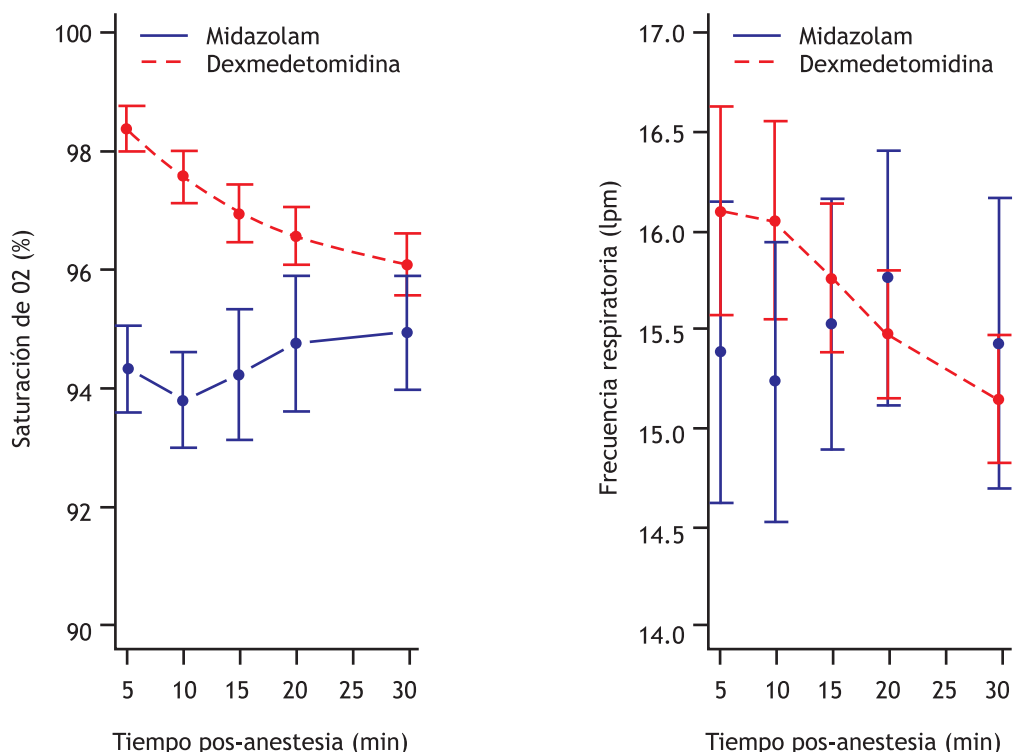 100
98
96
94
92
90
Saturación de 02 (%)
Midazolam
Dexmedetomidina
5 10 15 20 25 30
Tiempo pos-anestesia (min)
17.0
16.5
16.0
15.5
15.0
14.5
14.0
Frecuencia respiratoria (lpm)
Midazolam
Dexmedetomidina
5 10 15 20 25 30
Tiempo pos-anestesia (min)